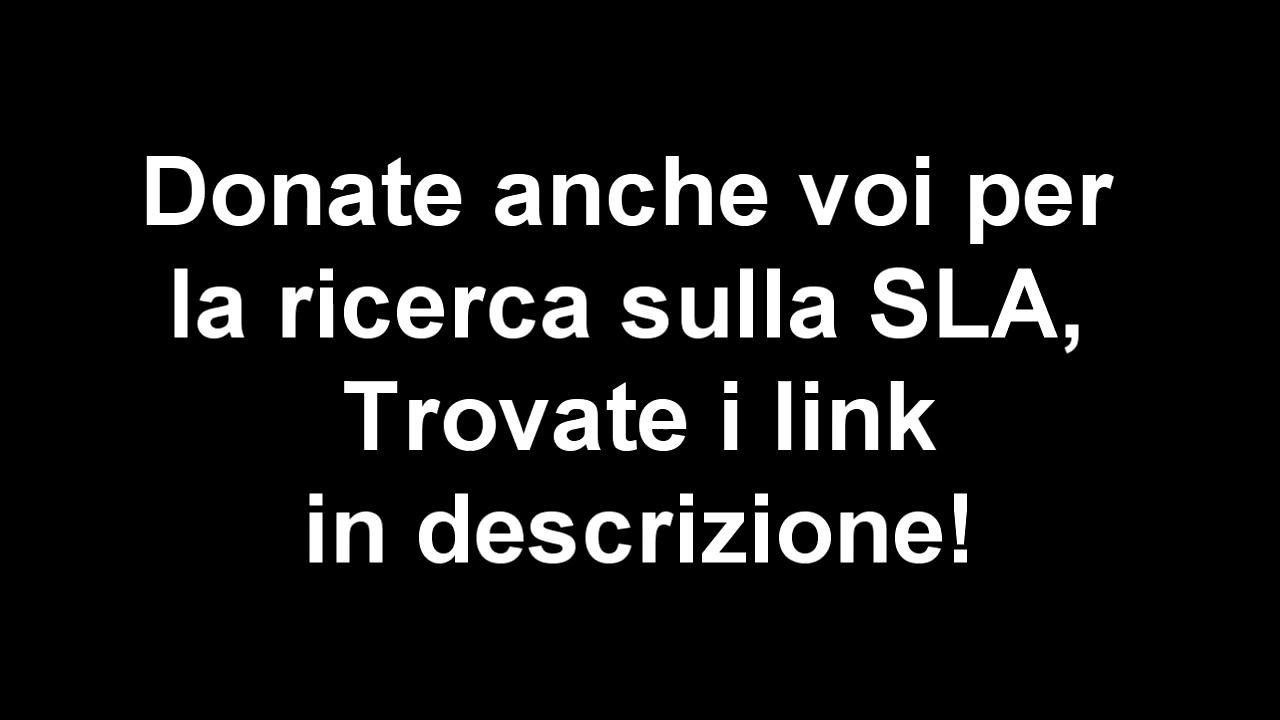 Donate anche voi per
la ricerca sulla SLA,
Trovate i link
in descrizione!